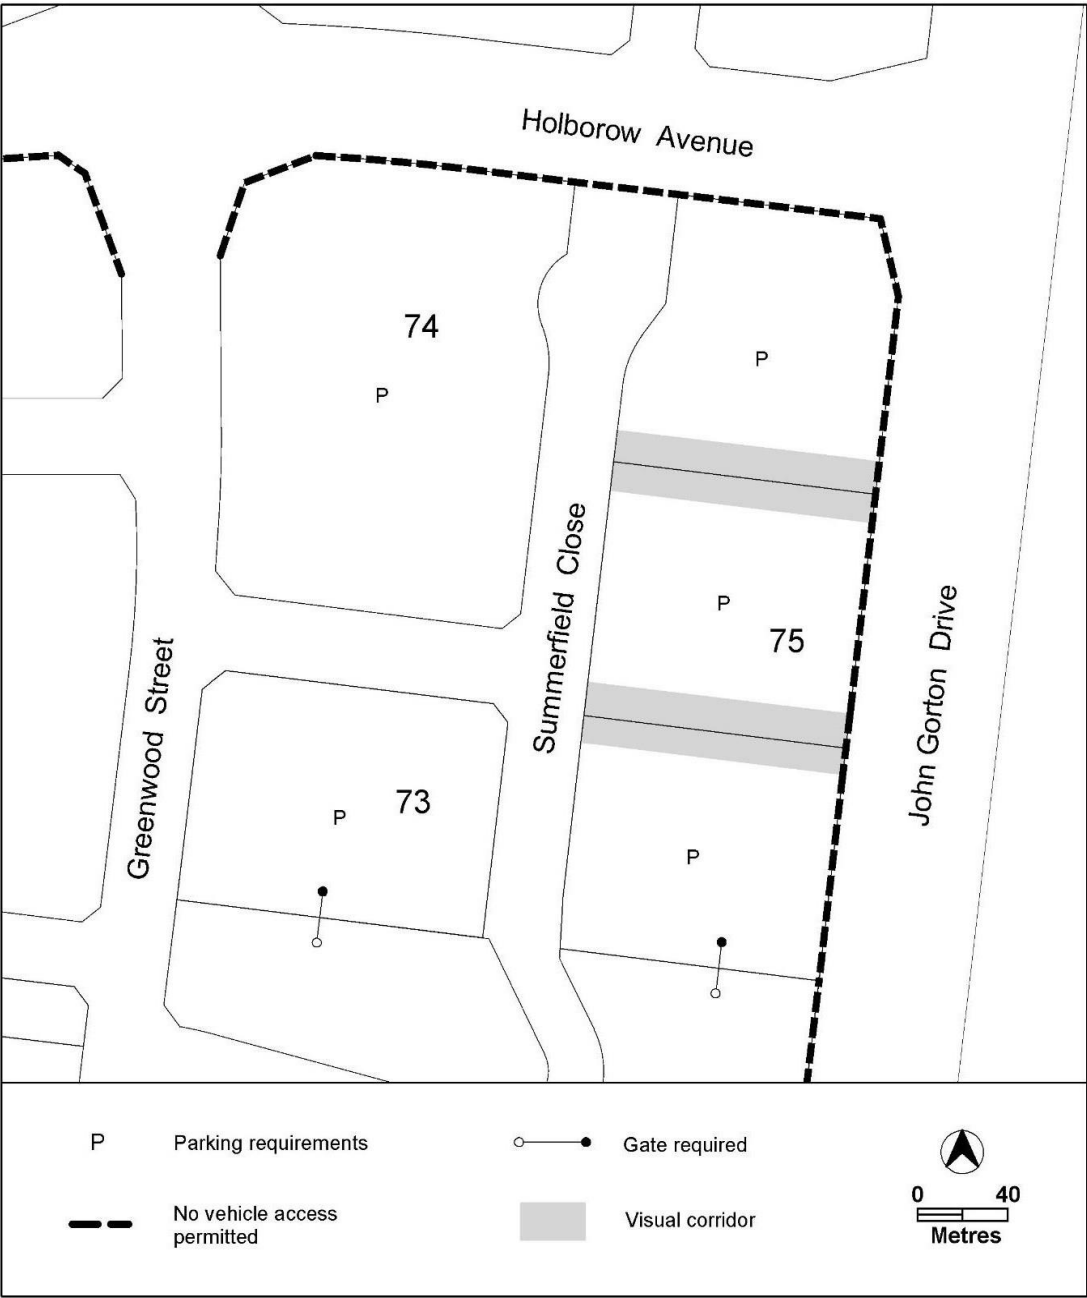 Holborow Avenue
74
P
P
Summerfield Close
P
75
John Gorton Drive
Greenwood Street
73
P
P
P Parking requirements
Gate required
No vehicle access
permitted
Visual corridor
0 40
Metres